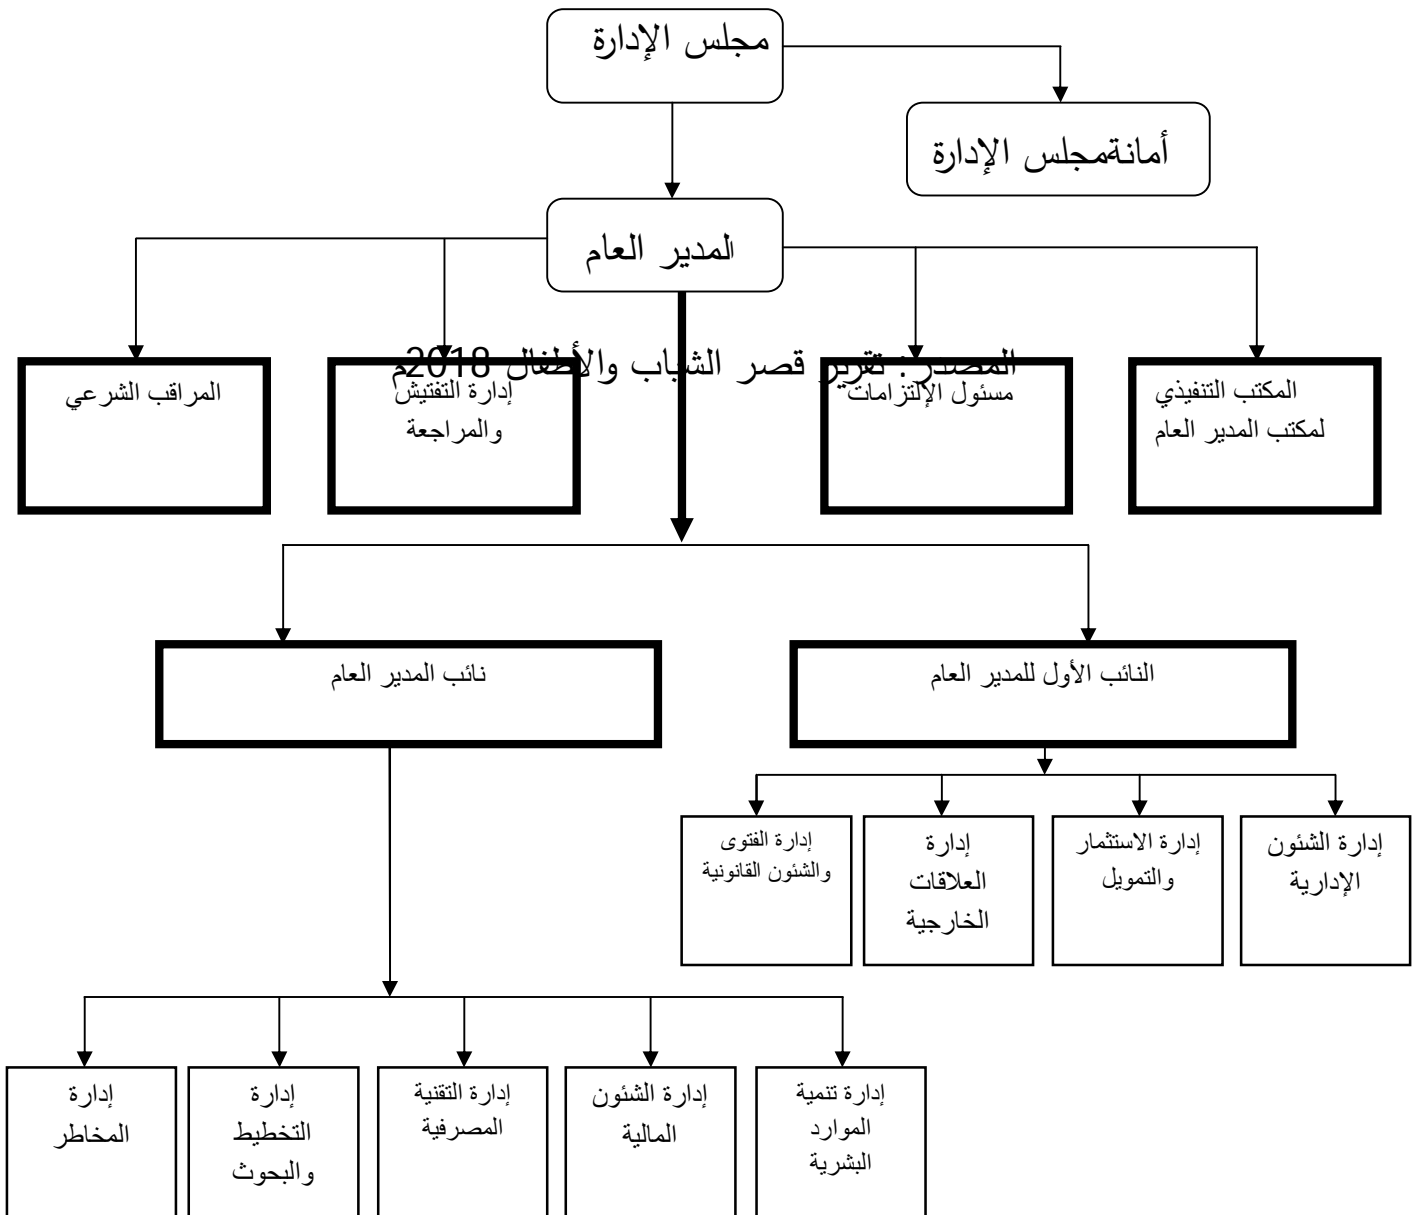 مجلس الإدارة
أمانةمجلس الإدارة
المدير العام
المصدر: تقرير قصر الشباب والأطفال 2018م
المكتب التنفيذي
لمكتب المدير العام
مسئول الإلتزامات
إدارة التفتيش
والمراجعة
المراقب الشرعي
النائب الأول للمدير العام
نائب المدير العام
إدارة الشئون
الإدارية
إدارة الاستثمار
والتمويل
إدارة
العلاقات
الخارجية
إدارة الفتوى
والشئون القانونية
إدارة تنمية
الموارد
البشرية
إدارة الشئون
المالية
إدارة التقنية
المصرفية
إدارة
التخطيط
والبحوث
إدارة
المخاطر